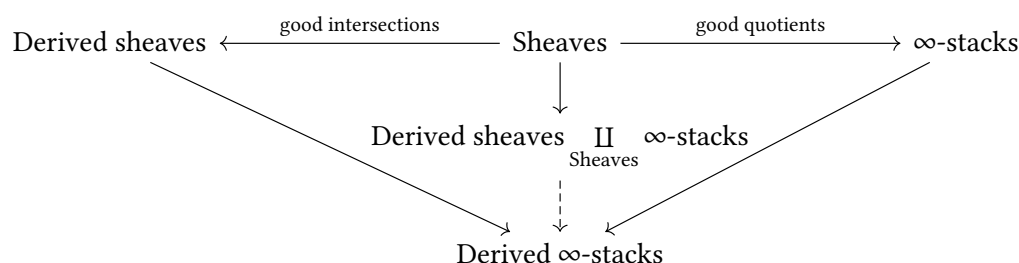 good intersections good quotients
Derived sheaves Sheaves ∞-stacks
Derived sheaves ⨿ ∞-stacks
Sheaves
Derived ∞-stacks